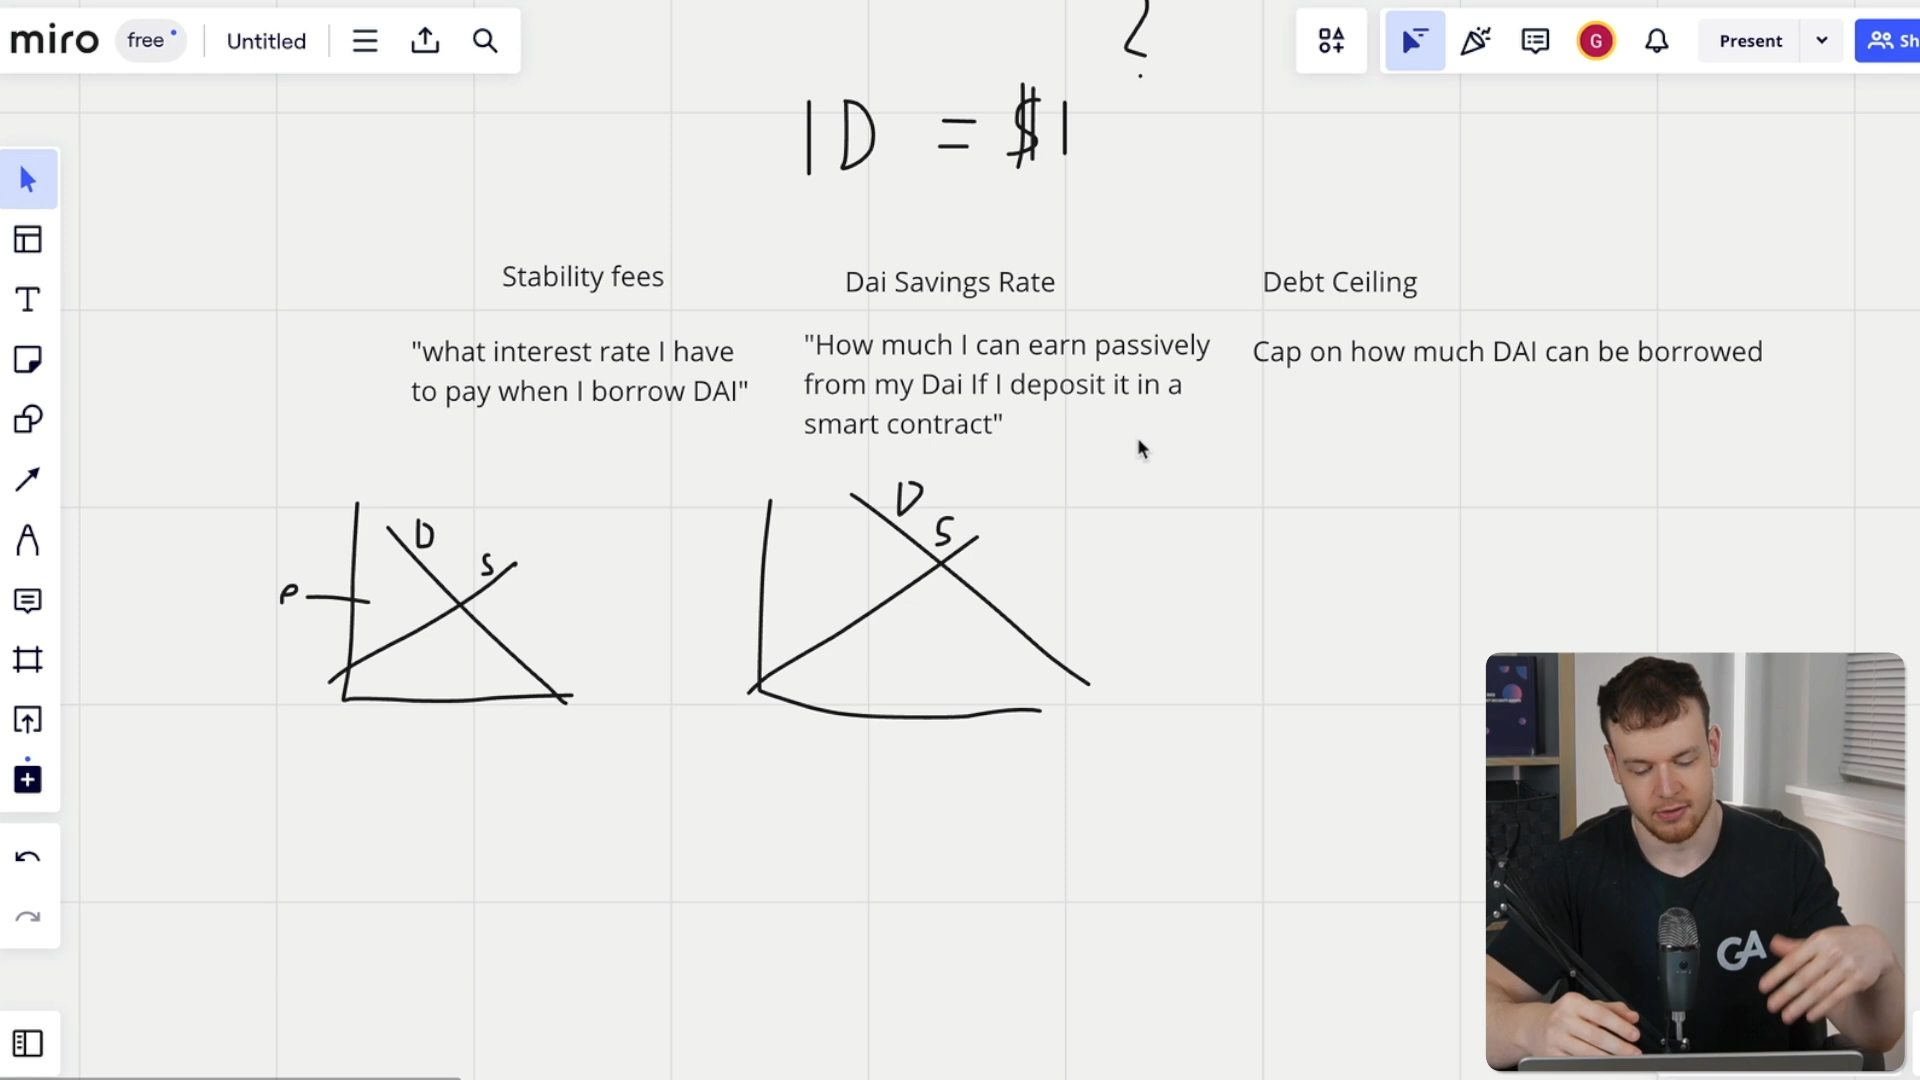 miro
free
Untitled
G
Present
Sh
?
1D = $1
Stability fees
Dai Savings Rate
Debt Ceiling
"what interest rate I have
to pay when I borrow DAI"
"How much I can earn passively
from my Dai If I deposit it in a
smart contract"
Cap on how much DAI can be borrowed
D
S
P
D
S
GA